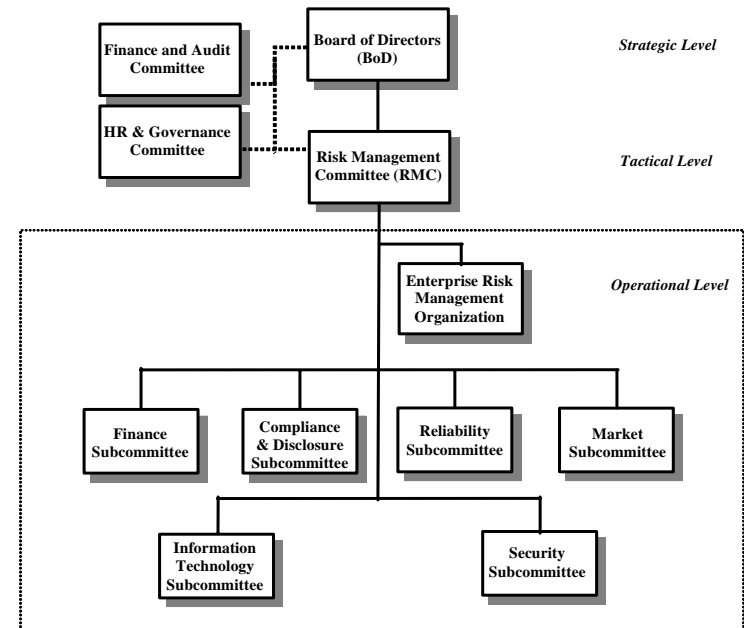 Finance and Audit
Committee
Board of Directors
(BoD)
Strategic Level
HR & Governance
Committee
Risk Management
Committee (RMC)
Tactical Level
Enterprise Risk
Management
Organization
Operational Level
Finance
Subcommittee
Compliance
& Disclosure
Subcommittee
Reliability
Subcommittee
Market
Subcommittee
Information
Technology
Subcommittee
Security
Subcommittee